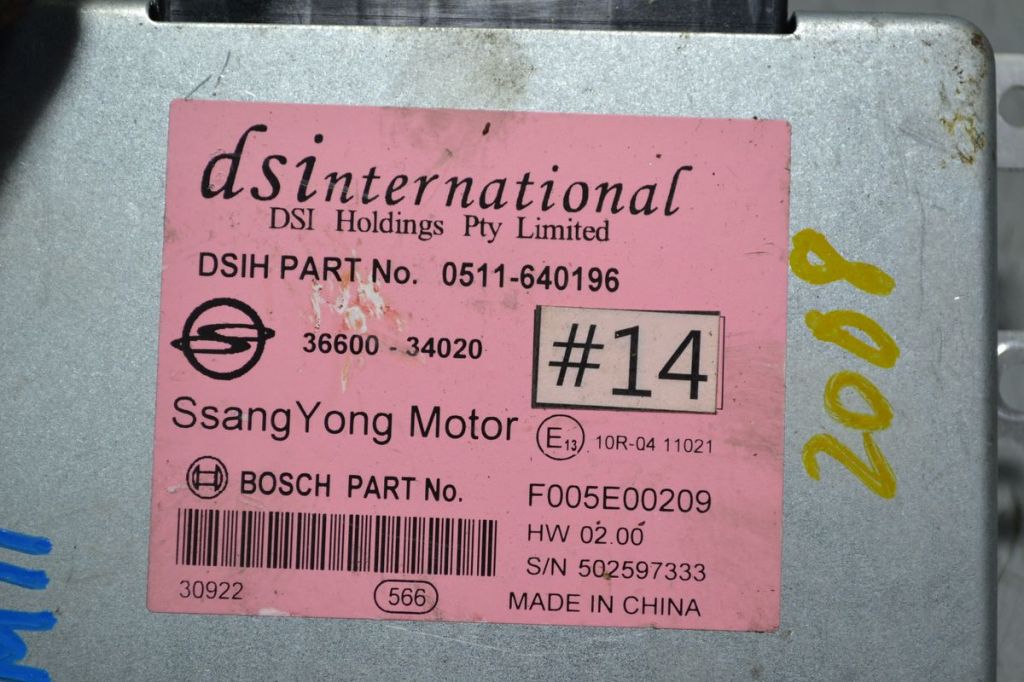 dsinternational
DSI Holdings Pty Limited
DSIH PART No. 0511-640196
36600 - 34020
#14
SsangYong Motor
E13 10R-04 11021
BOSCH PART No. F005E00209
HW 02.00
S/N 502597333
30922 566 MADE IN CHINA
2008